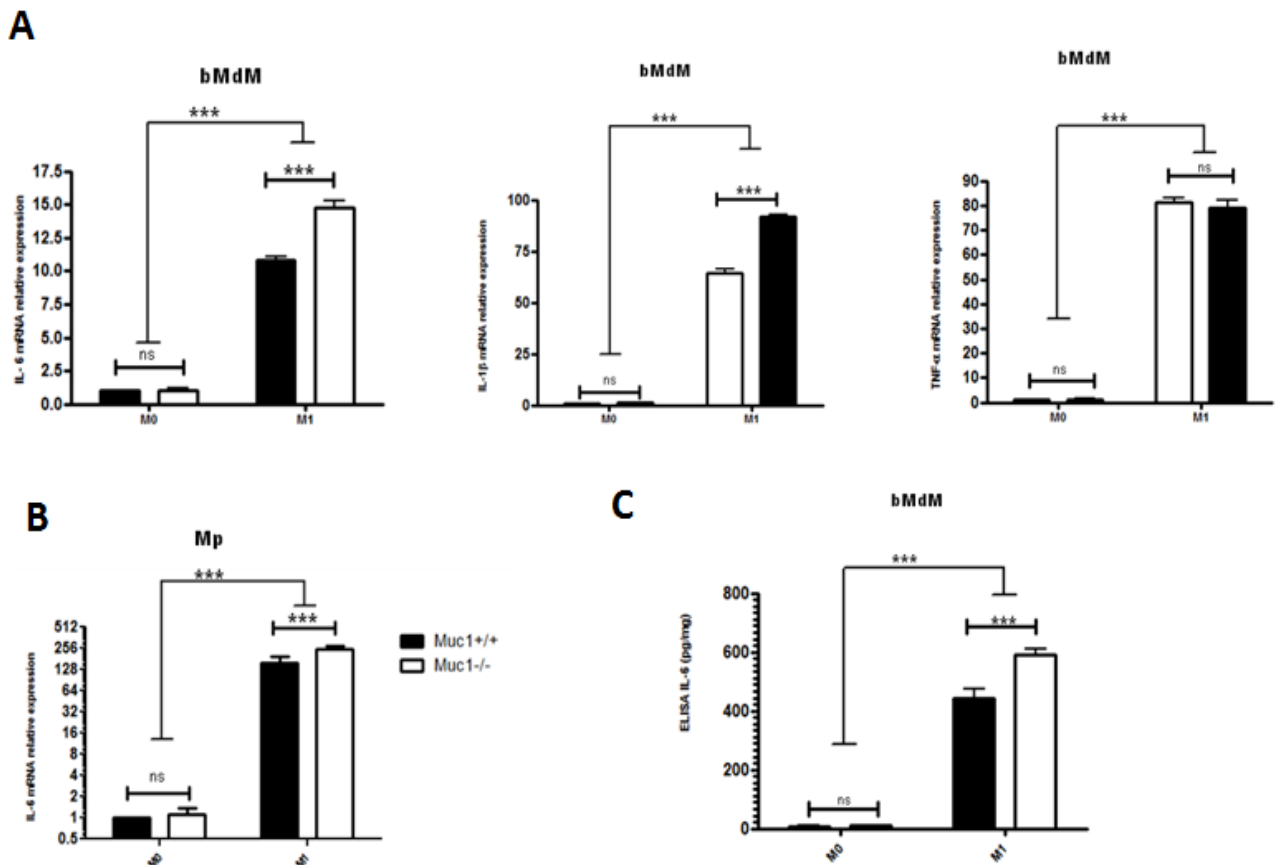 A
bMdM
***
***
ns
IL- 6 mRNA relative expression
17.5
15.0
12.5
10.0
7.5
5.0
2.5
0.0
M0
M1
bMdM
***
***
ns
IL-1β mRNA relative expression
100
75
50
25
0
M0
M1
bMdM
***
ns
ns
TNF-α mRNA relative expression
90
80
70
60
50
40
30
20
10
0
M0
M1
B
Mp
***
***
ns
IL-6 mRNA relative expression
512
256
128
64
32
16
8
4
2
1
0.5
M0
M1
Muc1+/+
Muc1-/-
C
bMdM
***
***
ns
ELISA IL-6 (pg/mg)
800
600
400
200
0
M0
M1